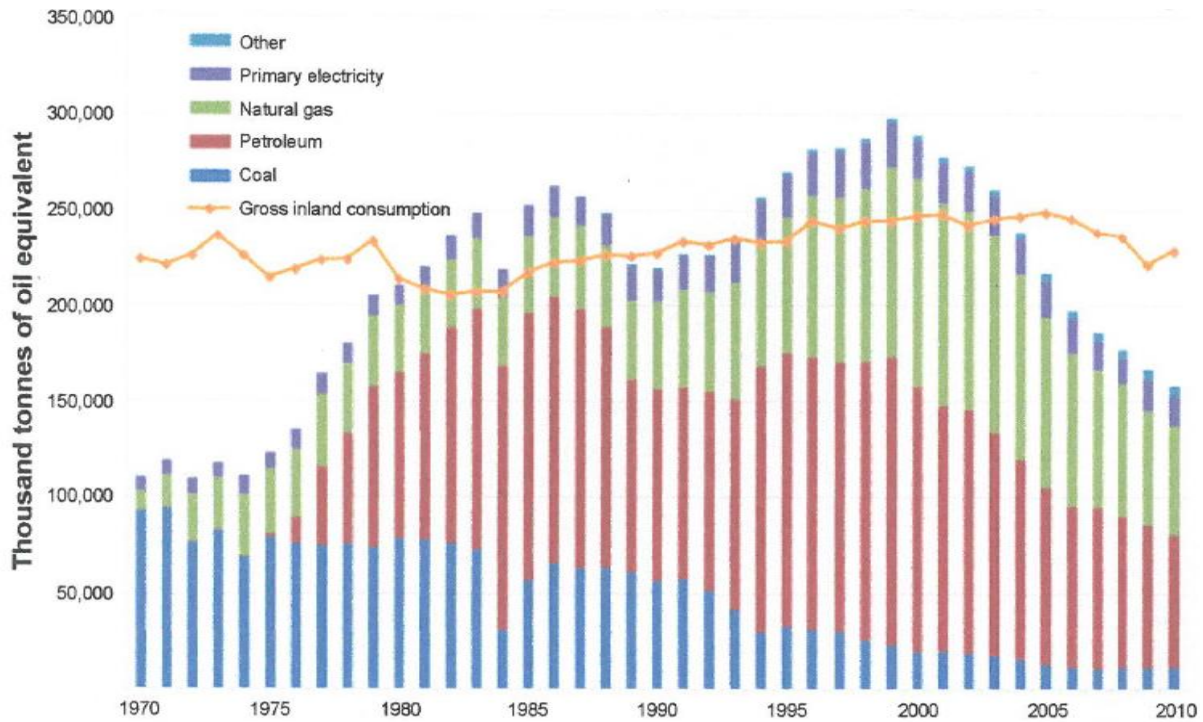 350,000
Other
Primary electricity
300,000
Natural gas
Petroleum
Coal
250,000
Gross inland consumption
200,000
150,000
100,000
50,000
Thousand tonnes of oil equivalent
1970 1975 1980 1985 1990 1995 2000 2005 2010